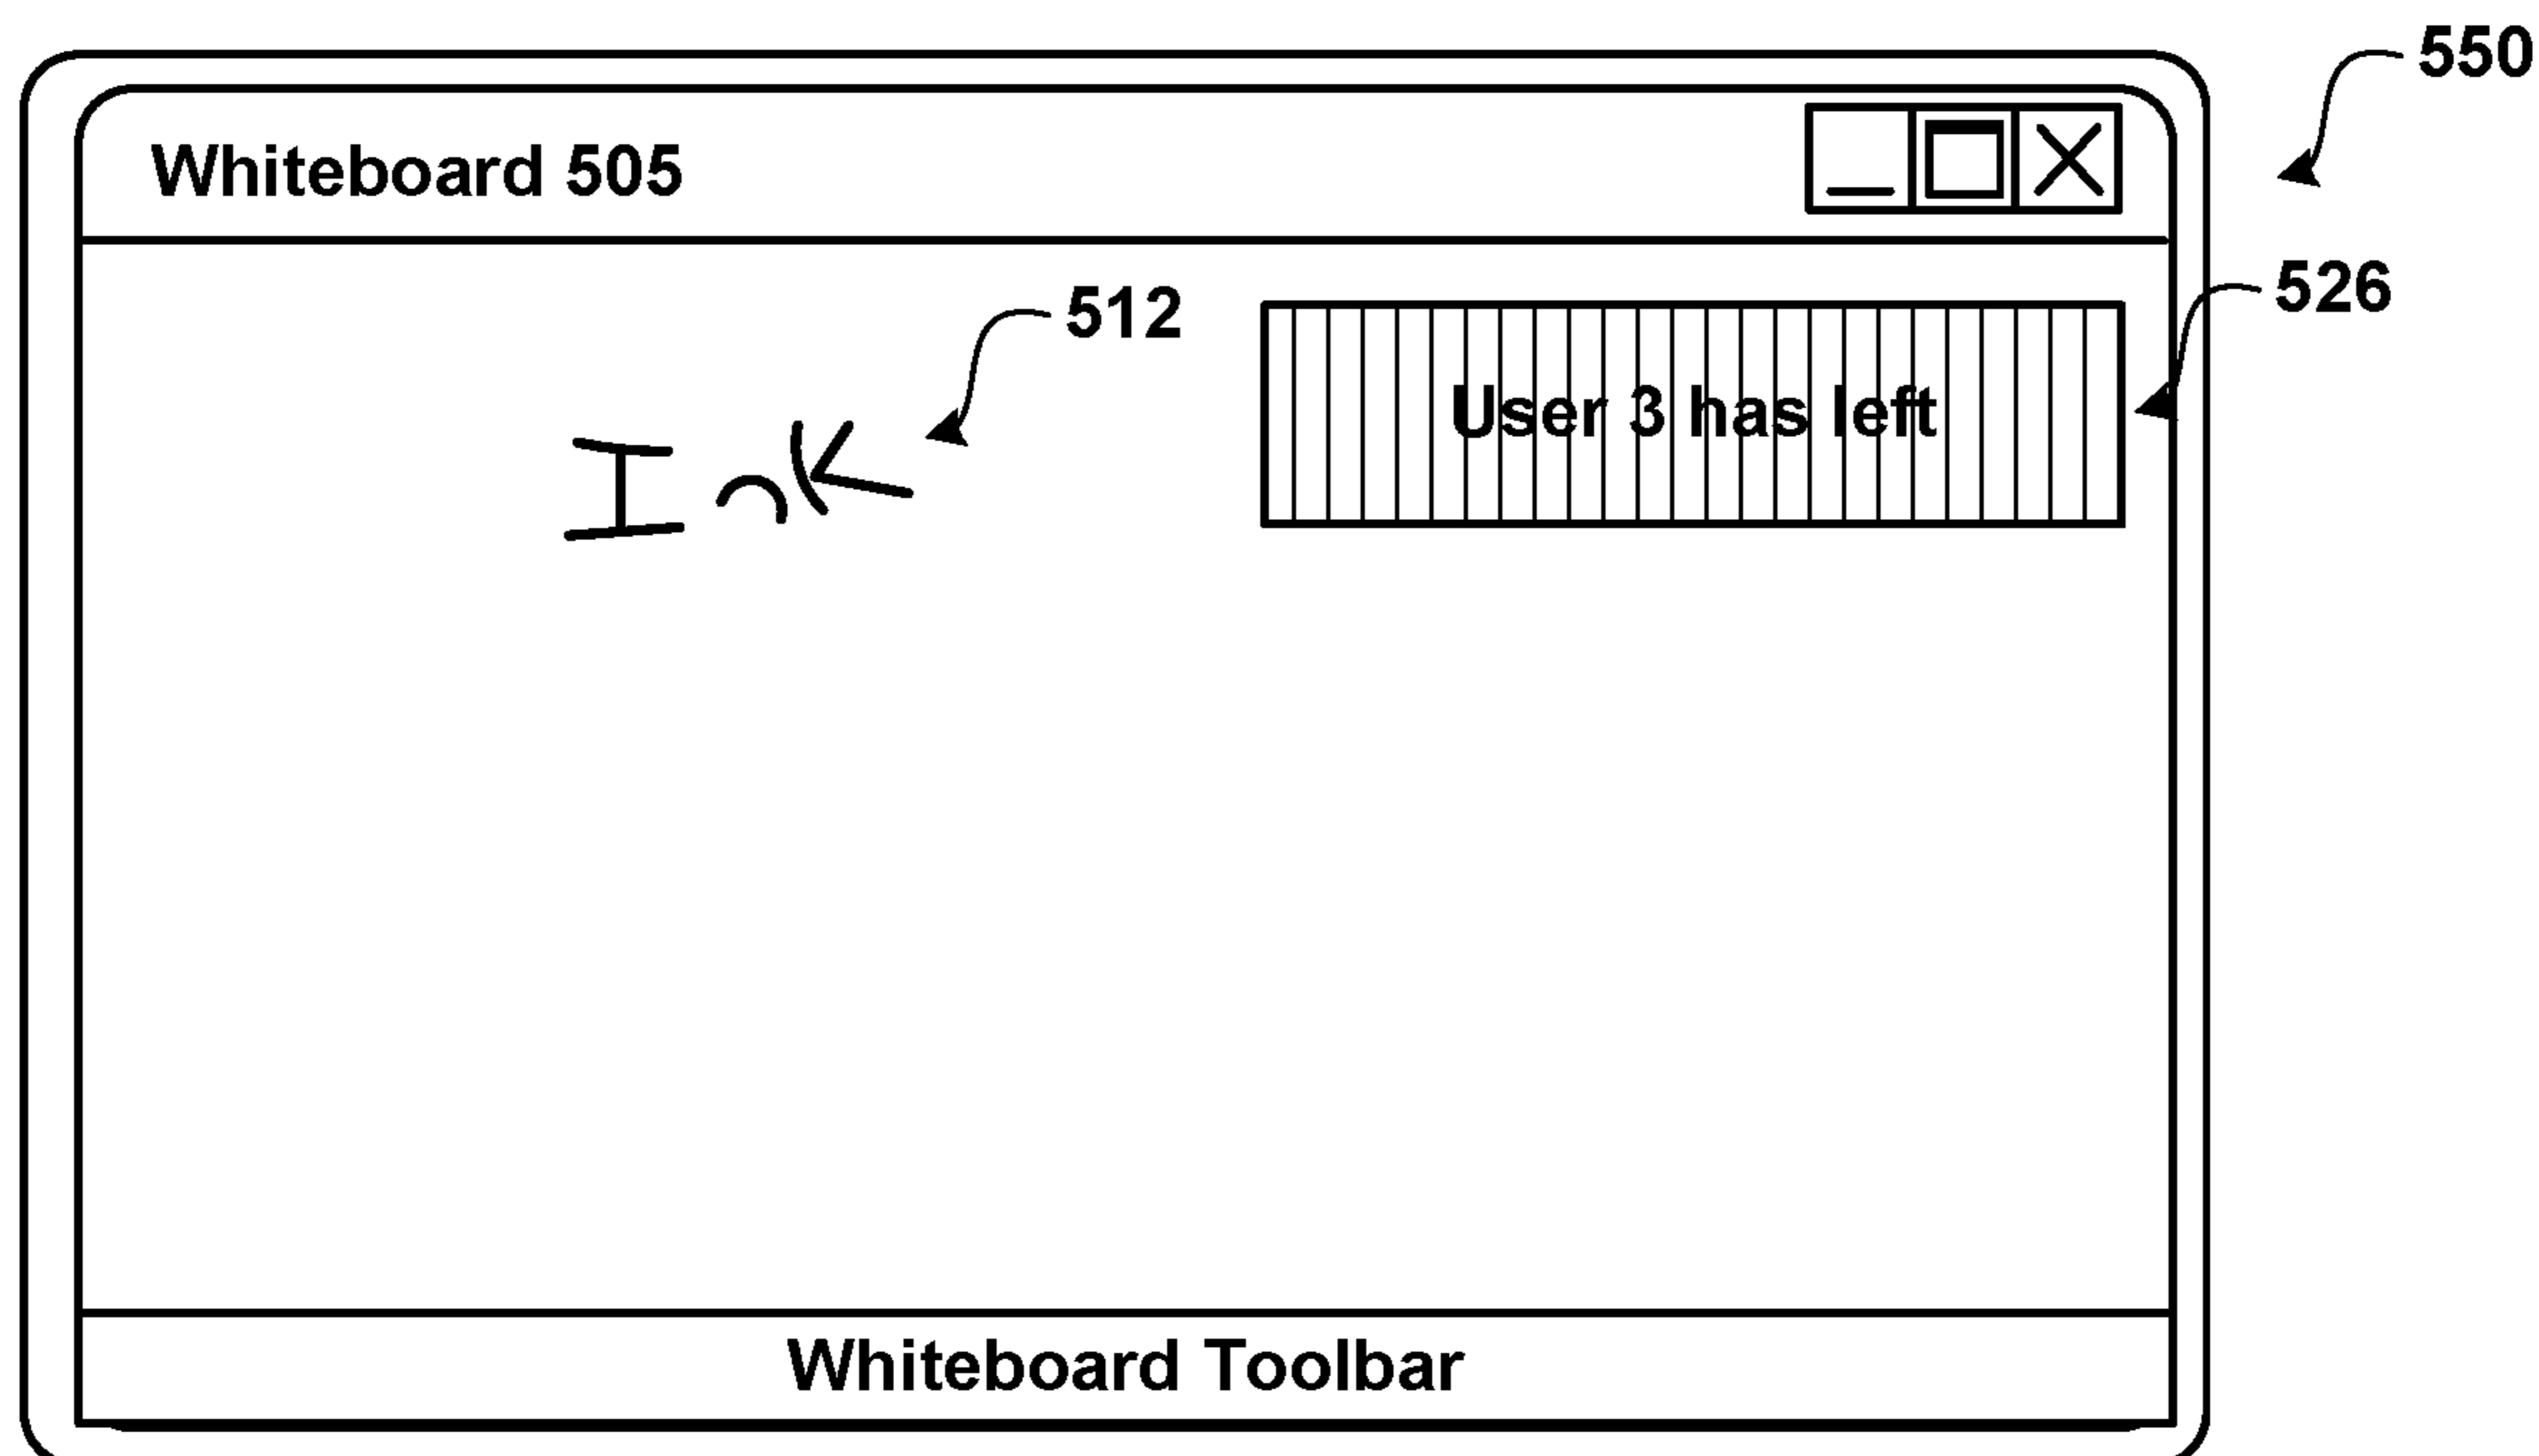 550
Whiteboard 505
526
512
User 3 has left
Ink
Whiteboard Toolbar